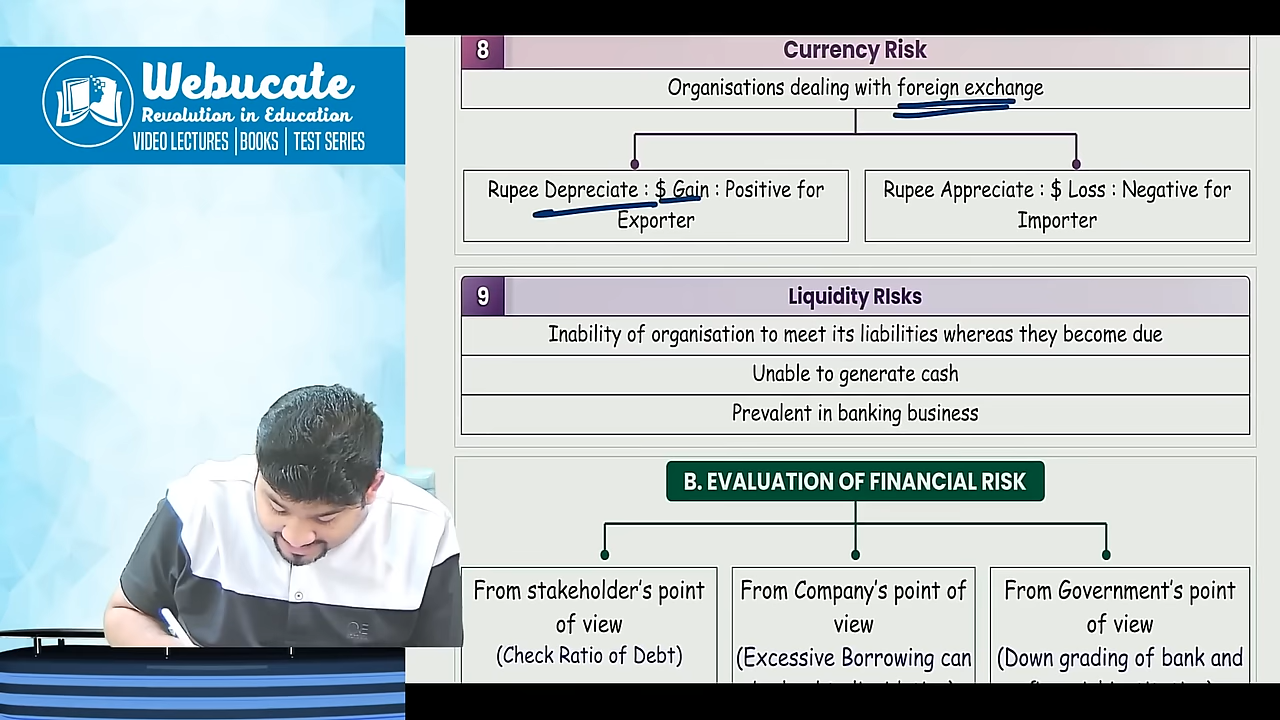 Webucate
Revolution in Education
VIDEO LECTURES | BOOKS | TEST SERIES
8
Currency Risk
Organisations dealing with foreign exchange
Rupee Depreciate : $ Gain : Positive for
Exporter
Rupee Appreciate : $ Loss : Negative for
Importer
9
Liquidity RIsks
Inability of organisation to meet its liabilities whereas they become due
Unable to generate cash
Prevalent in banking business
B. EVALUATION OF FINANCIAL RISK
From stakeholder's point
of view
(Check Ratio of Debt)
From Company's point of
view
(Excessive Borrowing can
From Government's point
of view
(Down grading of bank and